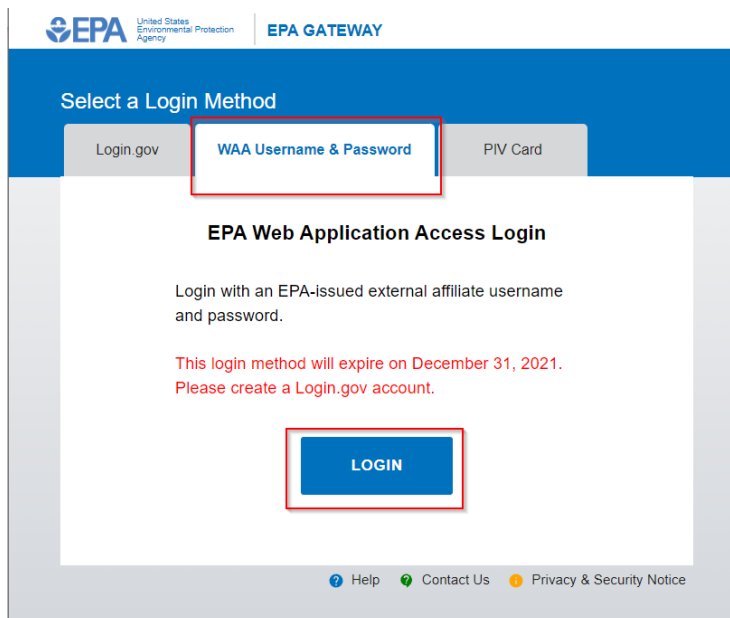 EPA
United States
Environmental Protection
Agency
EPA GATEWAY
Select a Login Method
Login.gov
WAA Username & Password
PIV Card
EPA Web Application Access Login
Login with an EPA-issued external affiliate username
and password.
This login method will expire on December 31, 2021.
Please create a Login.gov account.
LOGIN
? Help
? Contact Us
Privacy & Security Notice